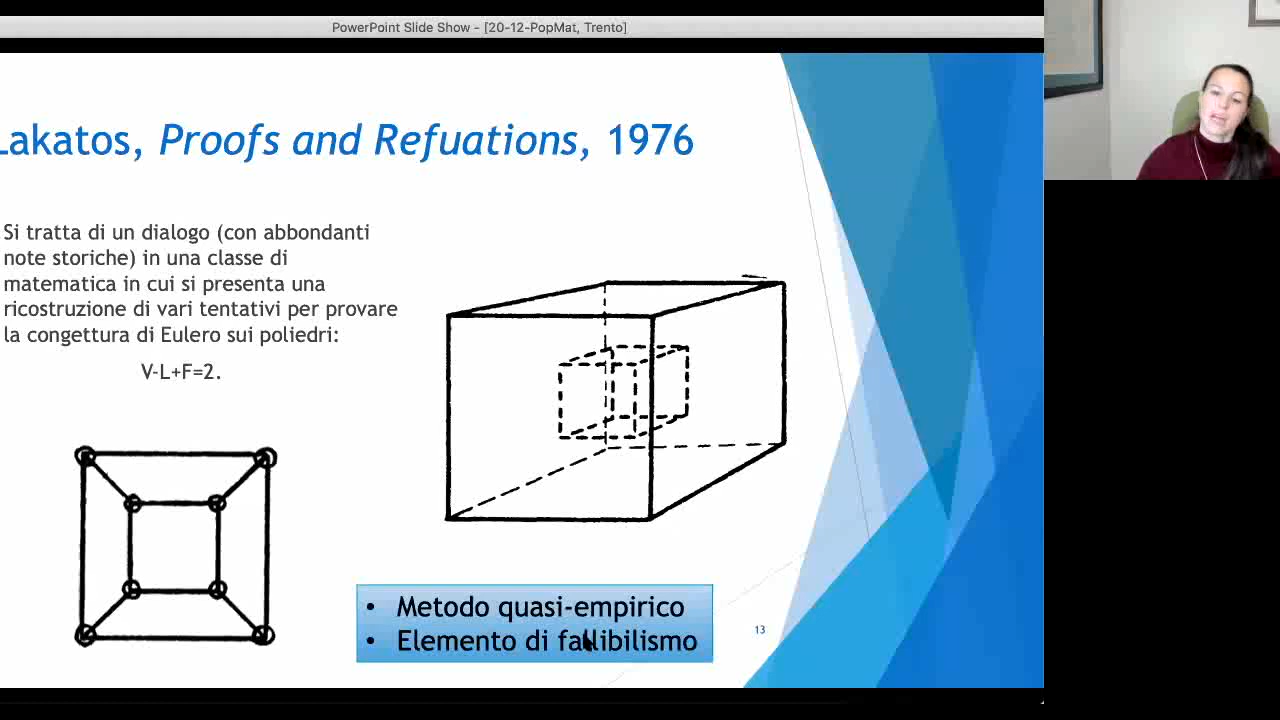 PowerPoint Slide Show - [20-12-PopMat, Trento]
Lakatos, Proofs and Refuations, 1976
Si tratta di un dialogo (con abbondanti
note storiche) in una classe di
matematica in cui si presenta una
ricostruzione di vari tentativi per provare
la congettura di Eulero sui poliedri:
V-L+F=2.
• Metodo quasi-empirico
• Elemento di fallibilismo
13